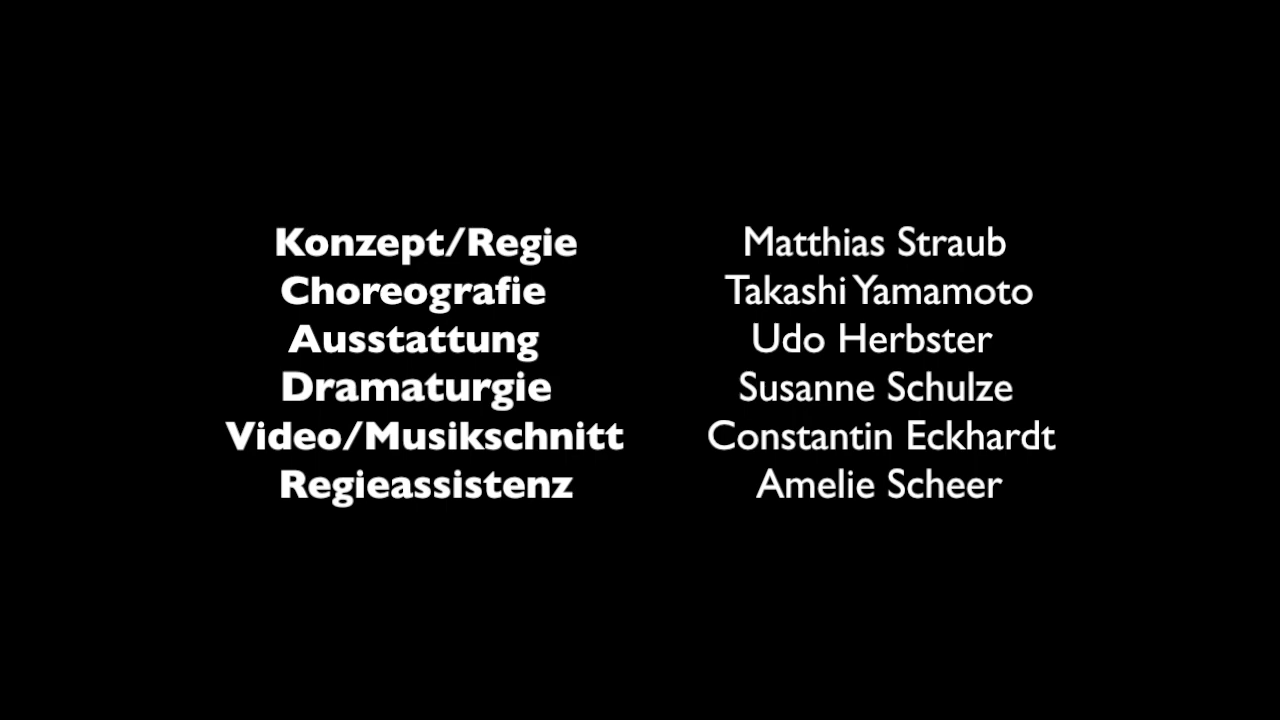 Konzept/Regie Matthias Straub
Choreografie Takashi Yamamoto
Ausstattung Udo Herbster
Dramaturgie Susanne Schulze
Video/Musikschnitt Constantin Eckhardt
Regieassistenz Amelie Scheer